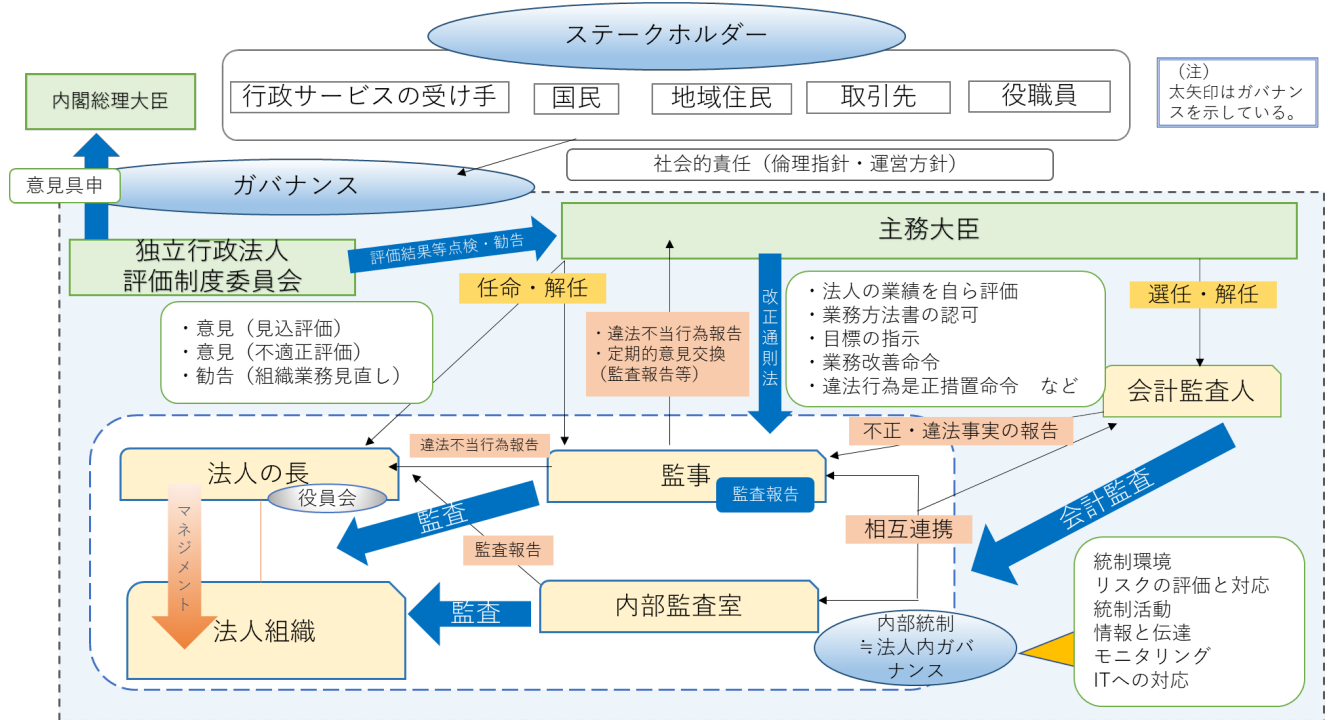 ステークホルダー
内閣総理大臣
行政サービスの受け手
国民
地域住民
取引先
役職員
(注)
太矢印はガバナン
スを示している。
社会的責任(倫理指針・運営方針)
意見具申
ガバナンス
独立行政法人
評価制度委員会
評価結果等点検・勧告
主務大臣
任命・解任
改正通則法
・法人の業績を自ら評価
・業務方法書の認可
・目標の指示
・業務改善命令
・違法行為是正措置命令 など
選任・解任
・意見(見込評価)
・意見(不適正評価)
・勧告(組織業務見直し)
・違法不当行為報告
・定期的意見交換
(監査報告等)
会計監査人
不正・違法事実の報告
違法不当行為報告
法人の長
役員会
監事
監査報告
監査
会計監査
マネジメント
相互連携
監査報告
法人組織
監査
内部監査室
内部統制
≒法人内ガバ
ナンス
統制環境
リスクの評価と対応
統制活動
情報と伝達
モニタリング
ITへの対応